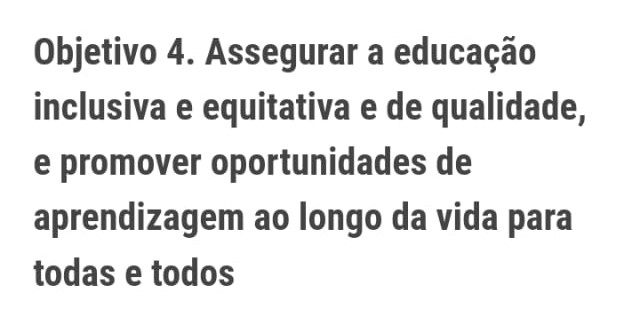 Objetivo 4. Assegurar a educação
inclusiva e equitativa e de qualidade,
e promover oportunidades de
aprendizagem ao longo da vida para
todas e todos